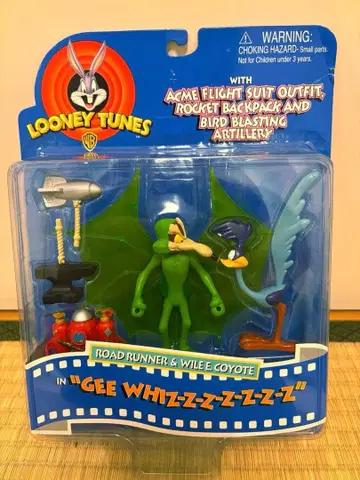 WARNING:
CHOKING HAZARD- Small parts.
Not for Children under 3 years.
WITH
ACME FLIGHT SUIT OUTFIT,
ROCKET BACKPACK AND
BIRD BLASTING
ARTILLERY
LOONEY TUNES
WB
ROAD RUNNER & WILE E. COYOTE
IN "GEE WHIZ-Z-Z-Z-Z-Z-Z"